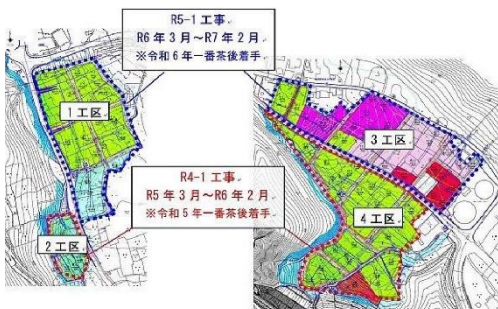 R5-1 工事
R6 年 3 月～R7 年 2 月
※令和 6 年一番茶後着手
1 工区
3 工区
R4-1 工事
R5 年 3 月～R6 年 2 月
※令和 5 年一番茶後着手
4 工区
2 工区